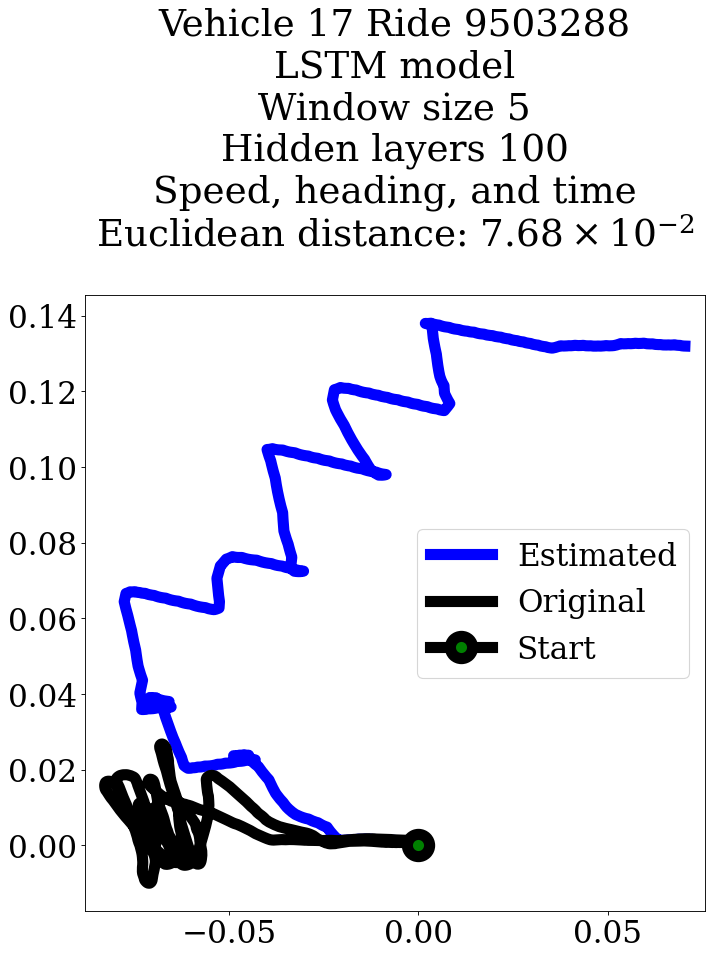 Vehicle 17 Ride 9503288
LSTM model
Window size 5
Hidden layers 100
Speed, heading, and time
Euclidean distance: 7.68 × 10⁻²
0.14
0.12
0.10
0.08
0.06
0.04
0.02
0.00
Estimated
Original
Start
−0.05
0.00
0.05